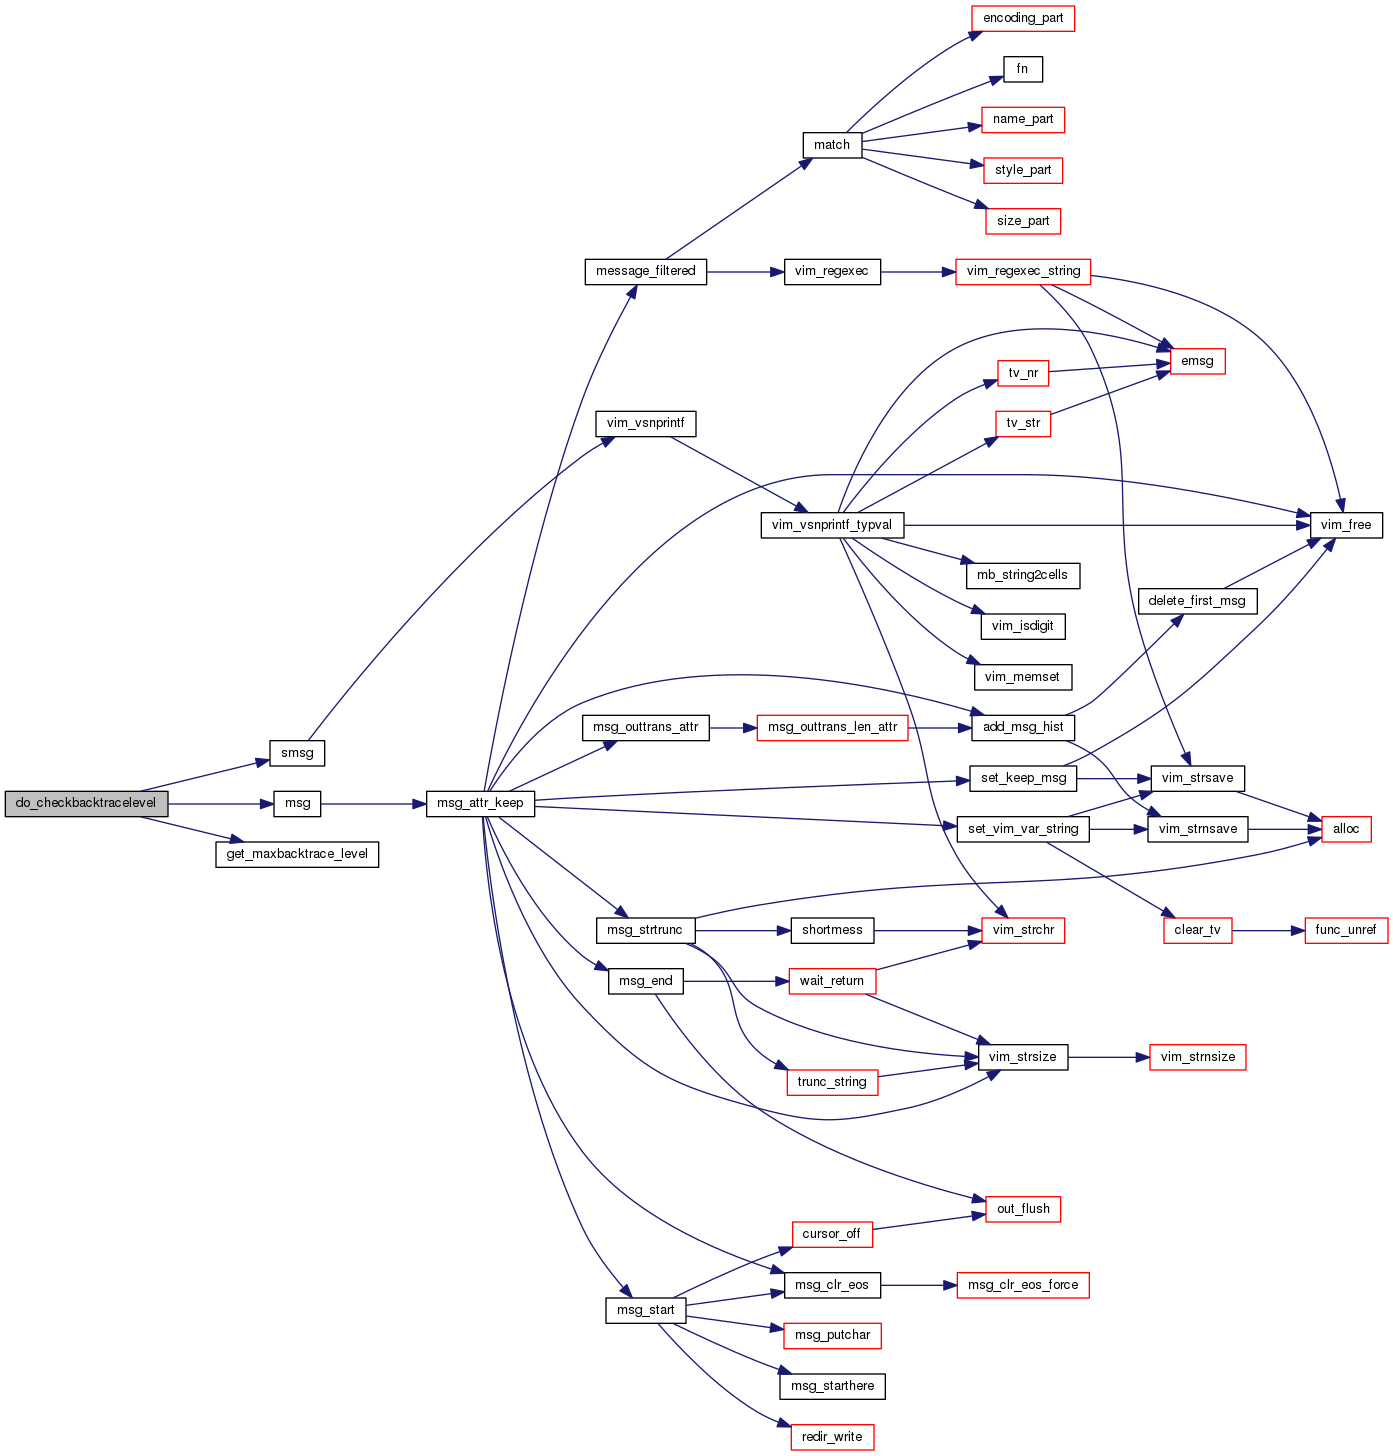 encoding_part
fn
name_part
match
style_part
size_part
message_filtered
vim_regexec
vim_regexec_string
emsg
tv_nr
vim_vsnprintf
tv_str
vim_vsnprintf_typval
vim_free
mb_string2cells
delete_first_msg
vim_isdigit
vim_memset
msg_outtrans_attr
msg_outtrans_len_attr
add_msg_hist
smsg
set_keep_msg
vim_strsave
do_checkbacktracelevel
msg
msg_attr_keep
set_vim_var_string
vim_strnsave
alloc
get_maxbacktrace_level
msg_strtrunc
shortmess
vim_strchr
clear_tv
func_unref
msg_end
wait_return
vim_strsize
vim_strnsize
trunc_string
out_flush
cursor_off
msg_clr_eos
msg_clr_eos_force
msg_start
msg_putchar
msg_starthere
redir_write